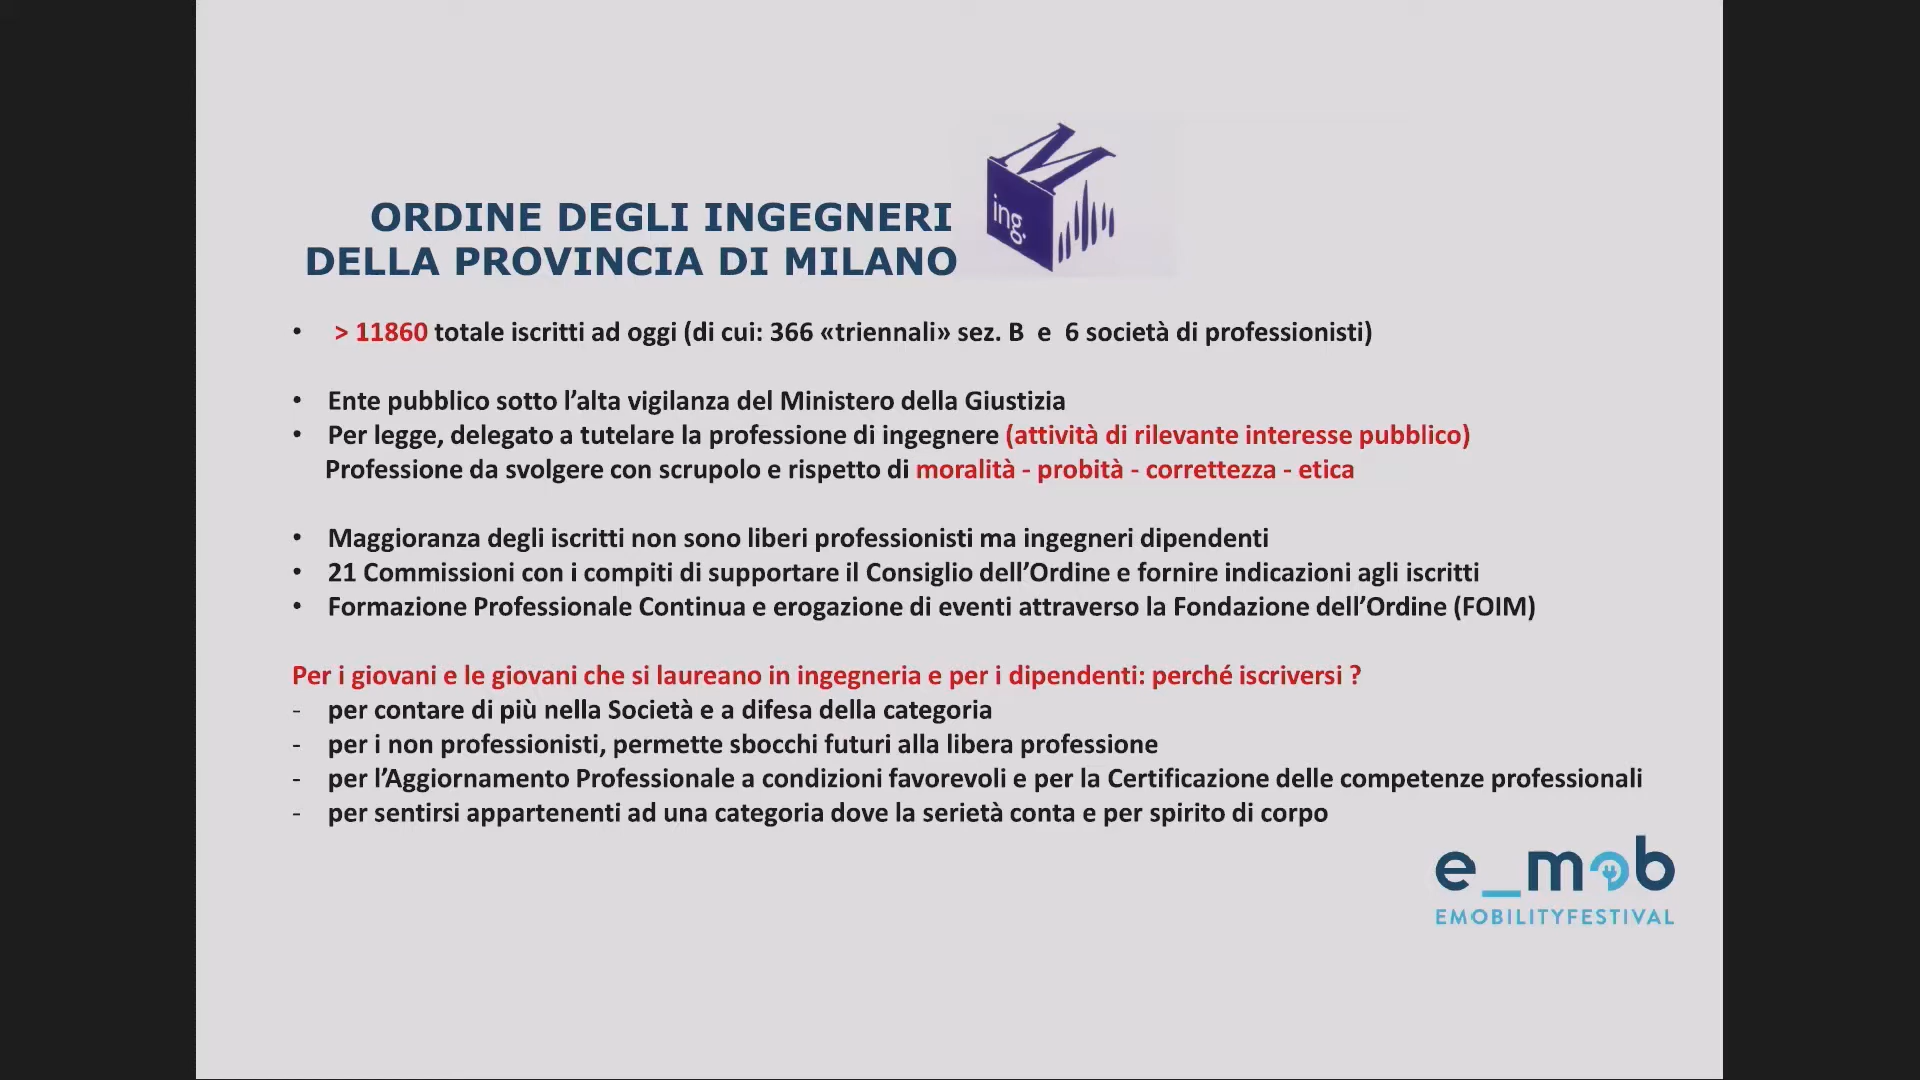 ORDINE DEGLI INGEGNERI
DELLA PROVINCIA DI MILANO
ing.
• > 11860 totale iscritti ad oggi (di cui: 366 «triennali» sez. B e 6 società di professionisti)
• Ente pubblico sotto l’alta vigilanza del Ministero della Giustizia
• Per legge, delegato a tutelare la professione di ingegnere (attività di rilevante interesse pubblico)
Professione da svolgere con scrupolo e rispetto di moralità - probità - correttezza - etica
• Maggioranza degli iscritti non sono liberi professionisti ma ingegneri dipendenti
• 21 Commissioni con i compiti di supportare il Consiglio dell’Ordine e fornire indicazioni agli iscritti
• Formazione Professionale Continua e erogazione di eventi attraverso la Fondazione dell’Ordine (FOIM)
Per i giovani e le giovani che si laureano in ingegneria e per i dipendenti: perché iscriversi ?
- per contare di più nella Società e a difesa della categoria
- per i non professionisti, permette sbocchi futuri alla libera professione
- per l’Aggiornamento Professionale a condizioni favorevoli e per la Certificazione delle competenze professionali
- per sentirsi appartenenti ad una categoria dove la serietà conta e per spirito di corpo
e_mob
EMOBILITYFESTIVAL